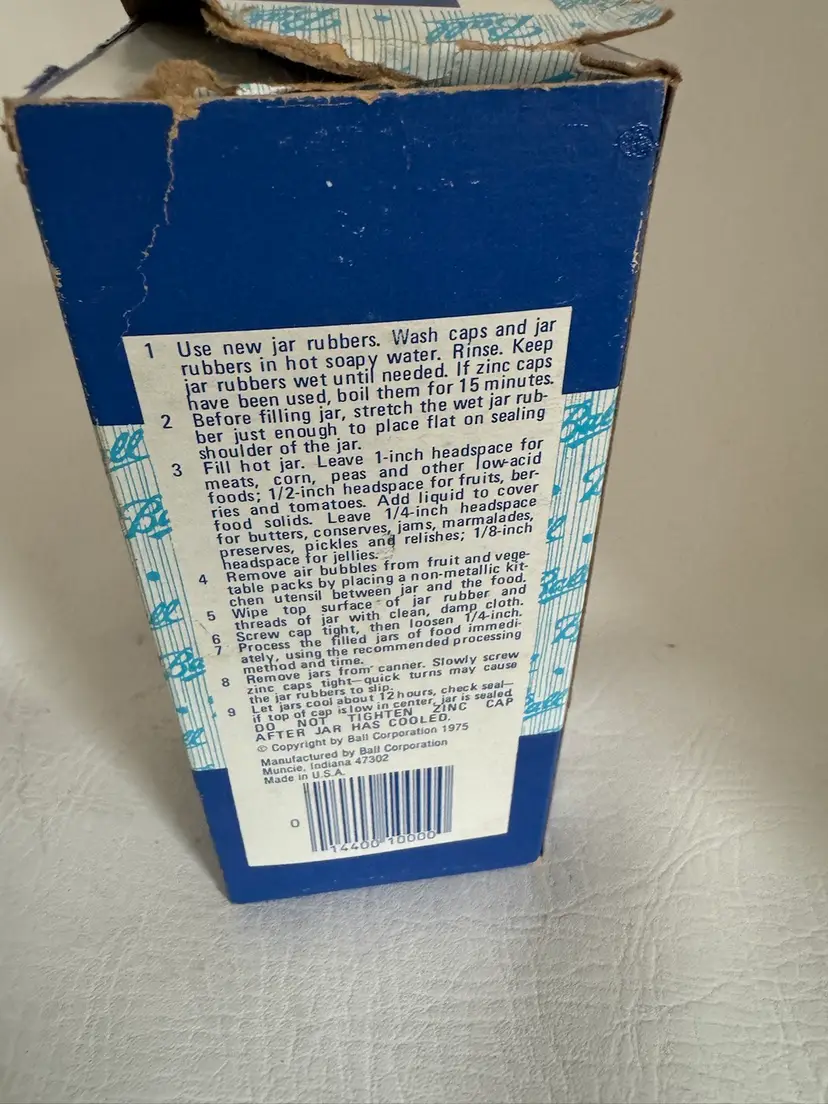 Ball
Ball
1 Use new jar rubbers. Wash caps and jar
rubbers in hot soapy water. Rinse. Keep
jar rubbers wet until needed. If zinc caps
have been used, boil them for 15 minutes.
2 Before filling jar, stretch the wet jar rub-
ber just enough to place flat on sealing
shoulder of the jar.
3 Fill hot jar. Leave 1-inch headspace for
meats, corn, peas and other low-acid
foods; 1/2-inch headspace for fruits, ber-
ries and tomatoes. Add liquid to cover
food solids. Leave 1/4-inch headspace
for butters, conserves, jams, marmalades,
preserves, pickles and relishes; 1/8-inch
headspace for jellies.
4 Remove air bubbles from fruit and vege-
table packs by placing a non-metallic kit-
chen utensil between jar and the food.
5 Wipe top surface of jar rubber and
threads of jar with clean, damp cloth.
6 Screw cap tight, then loosen 1/4-inch.
7 Process the filled jars of food immedi-
ately, using the recommended processing
method and time.
8 Remove jars from canner. Slowly screw
zinc caps tight—quick turns may cause
the jar rubbers to slip.
9 Let jars cool about 12 hours, check seal—
if top of cap is low in center, jar is sealed
DO NOT TIGHTEN ZINC CAP
AFTER JAR HAS COOLED.
© Copyright by Ball Corporation 1975
Manufactured by Ball Corporation
Muncie, Indiana 47302
Made in U.S.A.
0 14400 10000